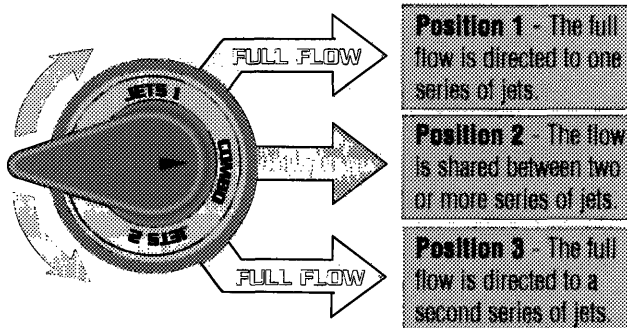 JETS 1
COMBO
JETS 2
FULL FLOW
Position 1 - The full
flow is directed to one
series of jets.
Position 2 - The flow
is shared between two
or more series of jets.
FULL FLOW
Position 3 - The full
flow is directed to a
second series of jets.